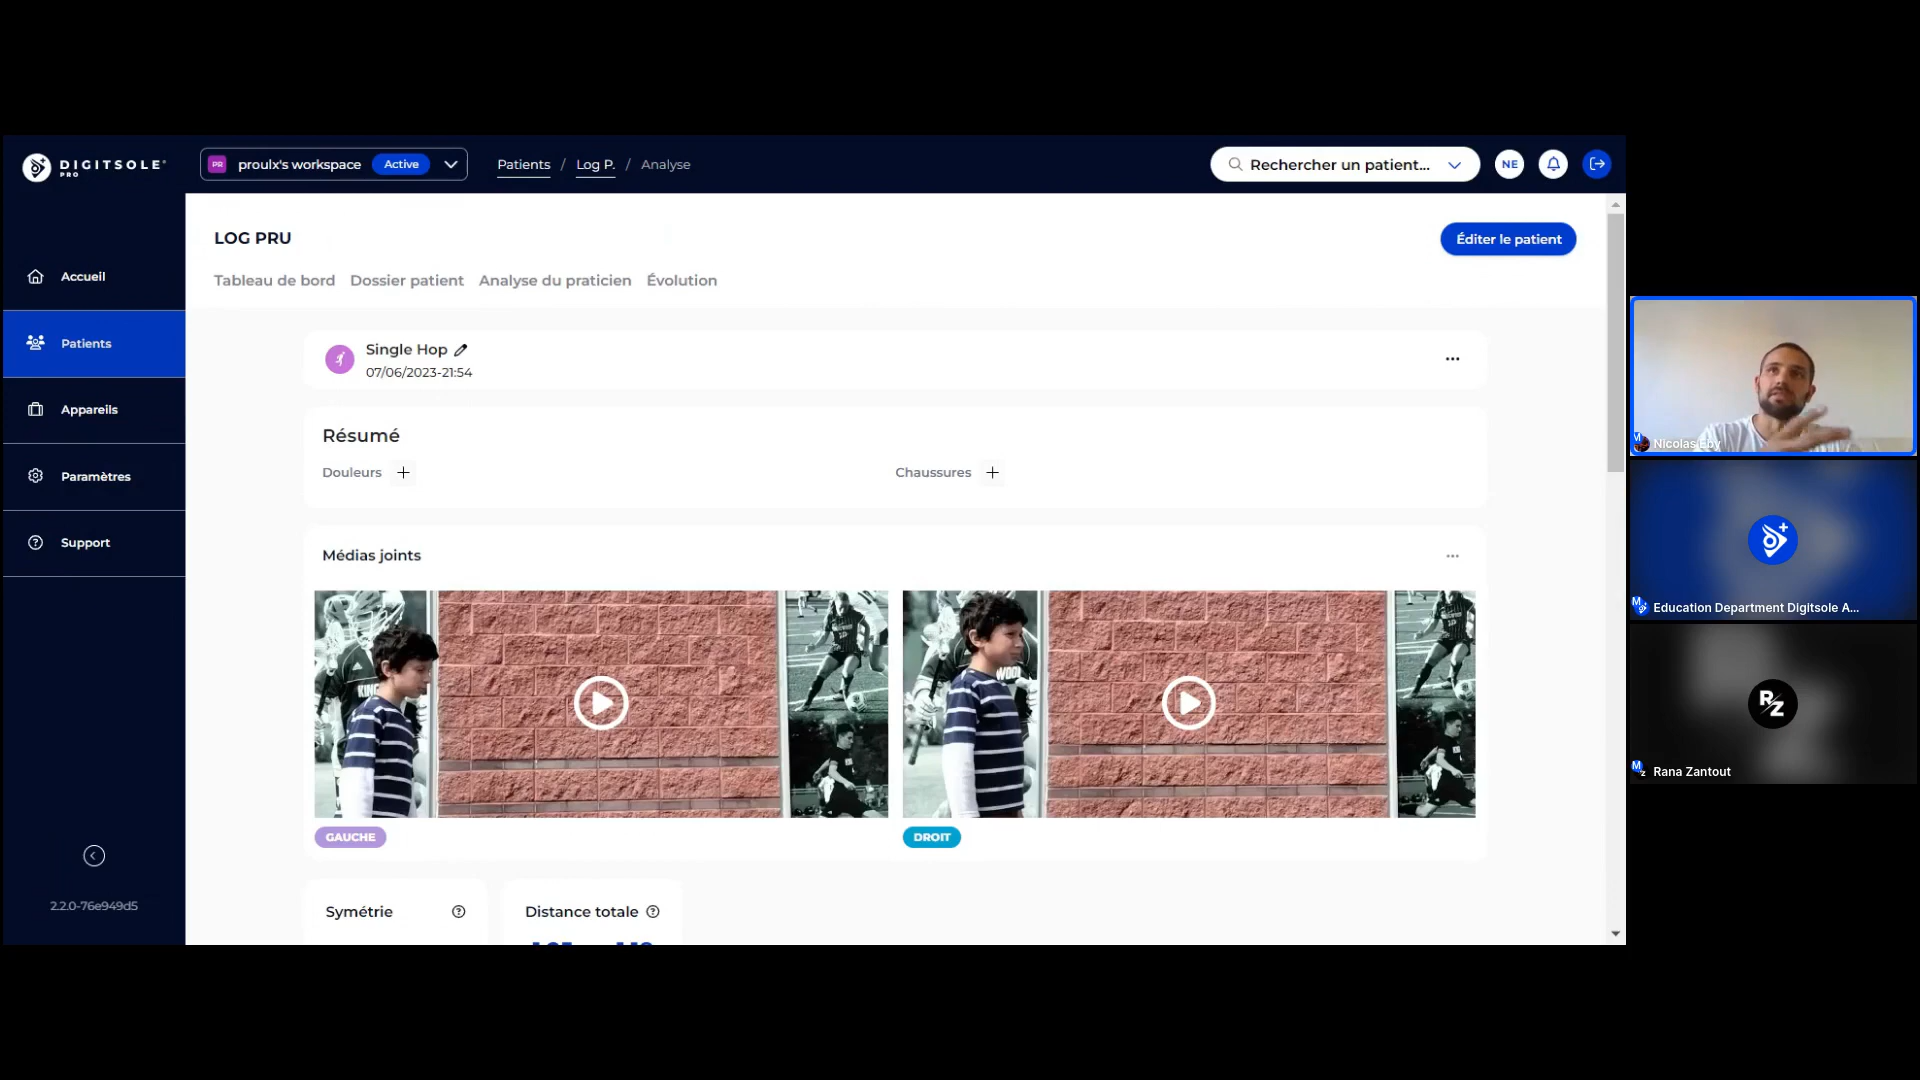 DIGITSOLE
PRO
PR proulx's workspace Active
Patients / Log P. / Analyse
Rechercher un patient...
NE
LOG PRU
Éditer le patient
Tableau de bord Dossier patient Analyse du praticien Évolution
Accueil
Patients
Appareils
Paramètres
Support
2.2.0-76e949d5
Single Hop
07/06/2023-21:54
Résumé
Douleurs +
Chaussures +
Médias joints
GAUCHE
DROIT
Symétrie
Distance totale
Nicolas Eby
Education Department Digitsole A...
RZ
Rana Zantout